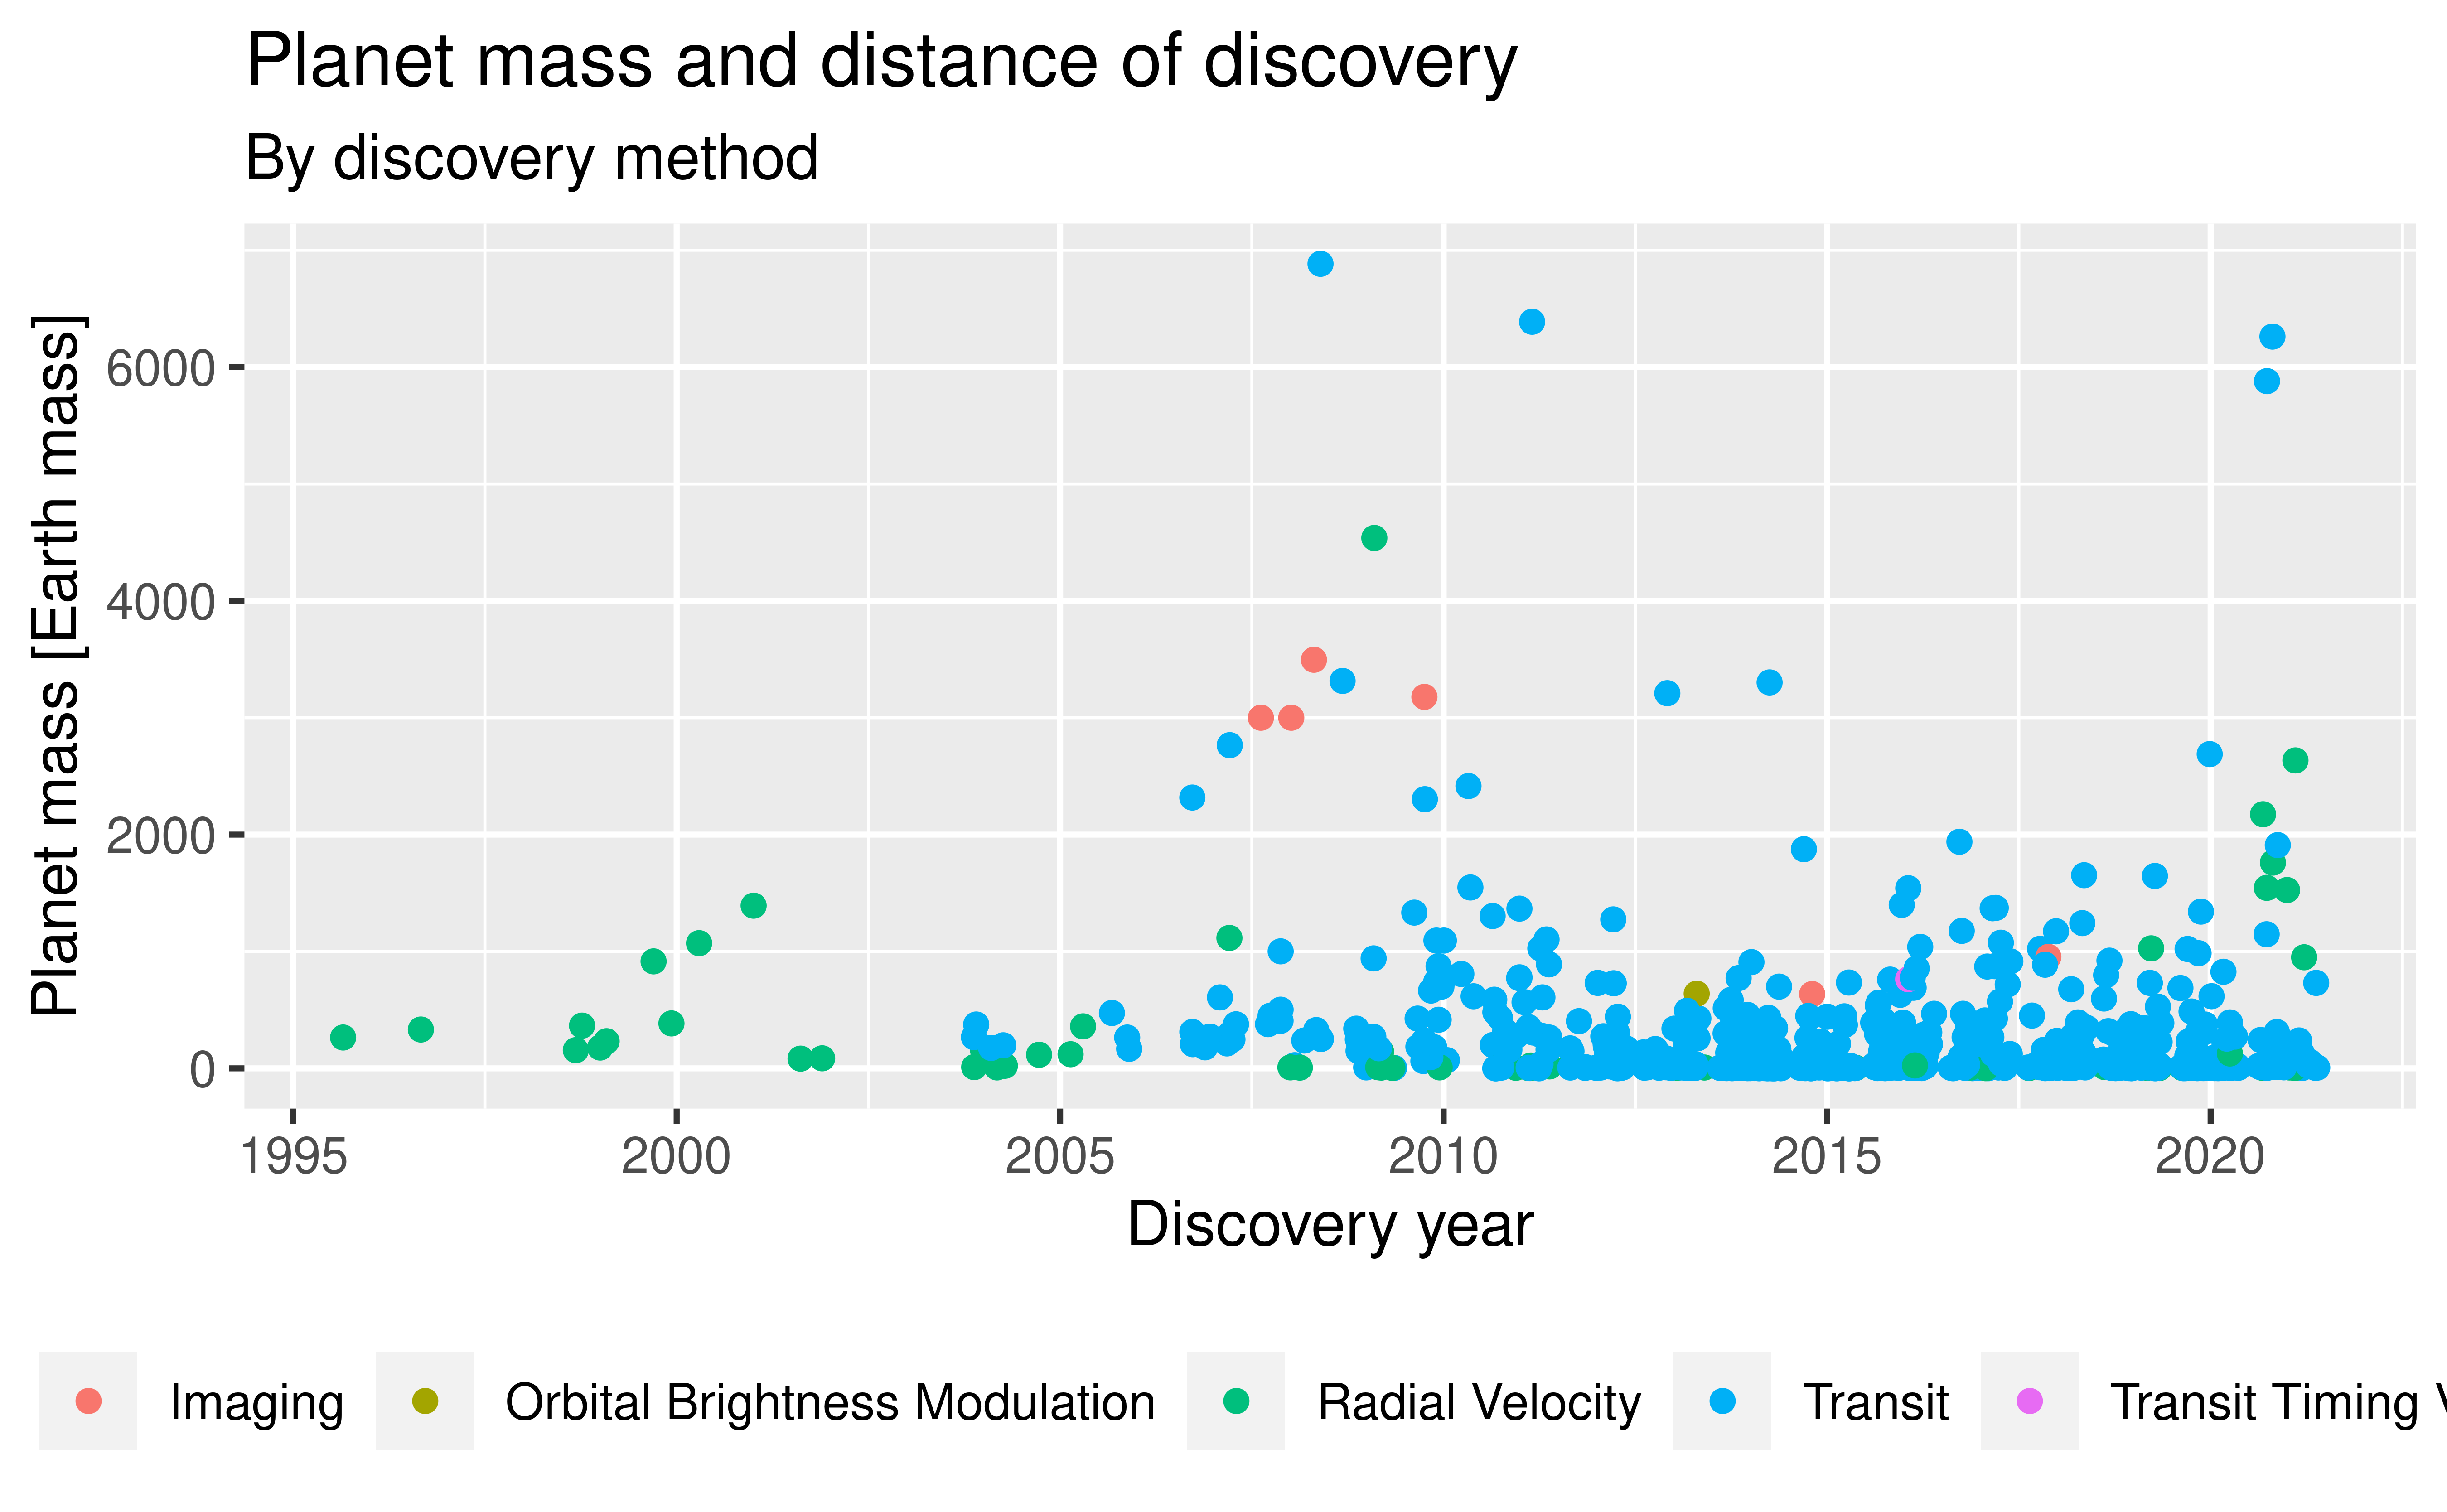 Planet mass and distance of discovery
By discovery method
Planet mass [Earth mass]
6000
4000
2000
0
1995 2000 2005 2010 2015 2020
Discovery year
Imaging Orbital Brightness Modulation Radial Velocity Transit Transit Timing